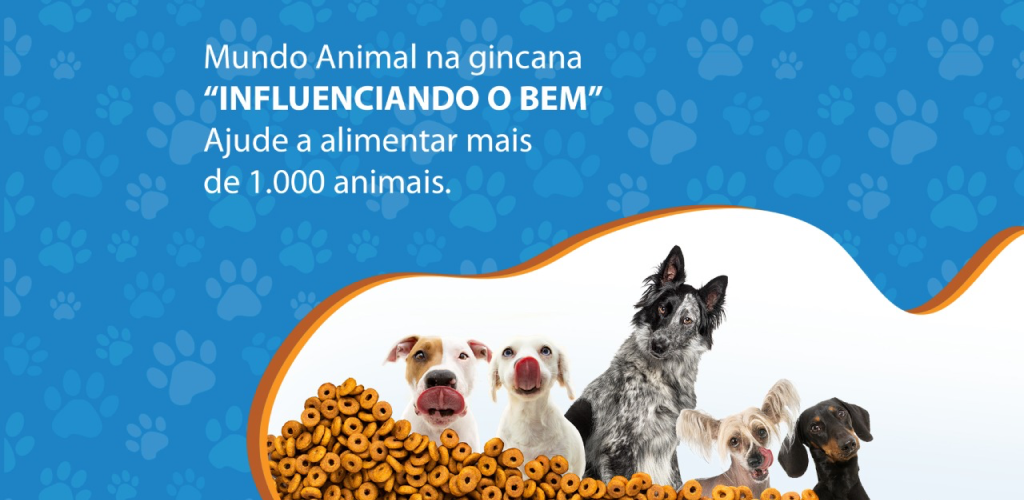 Mundo Animal na gincana
“INFLUENCIANDO O BEM”
Ajude a alimentar mais
de 1.000 animais.